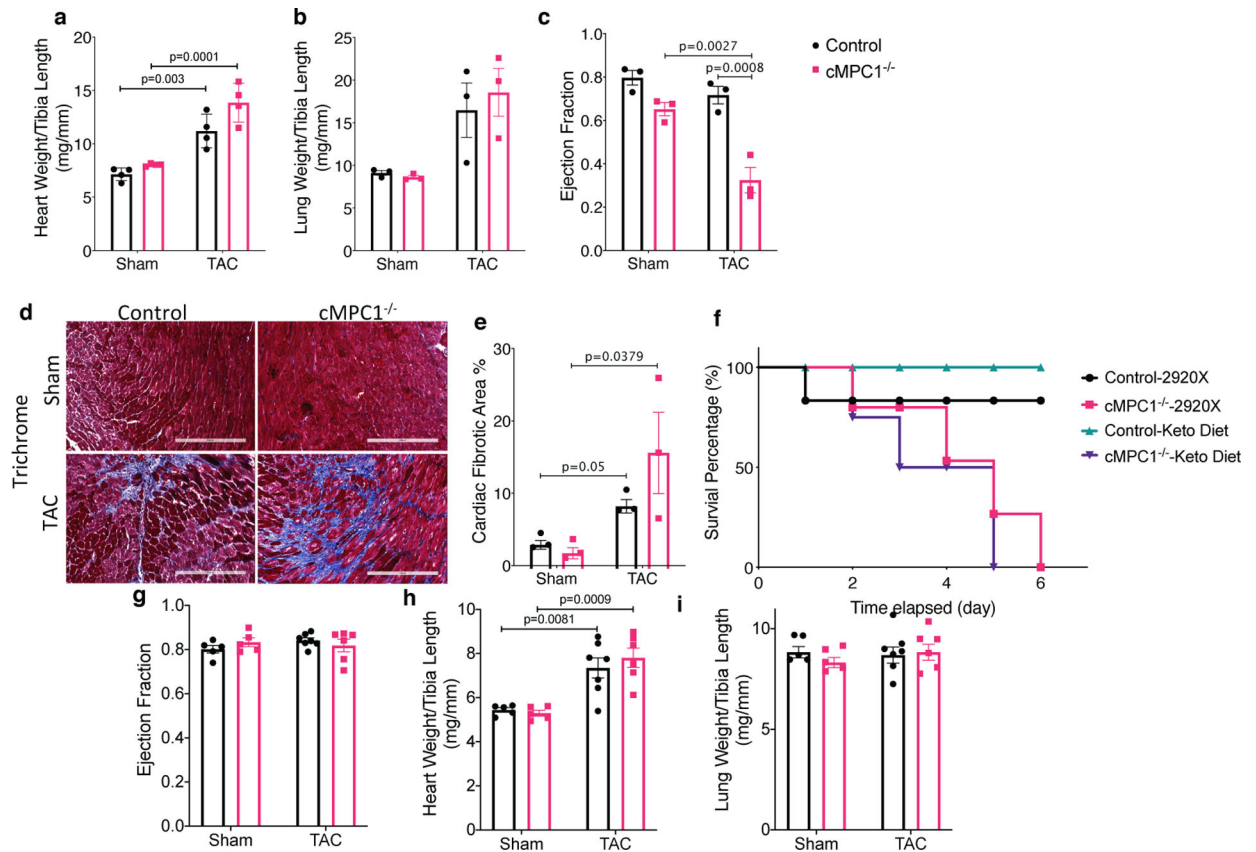 a
Heart Weight/Tibia Length
(mg/mm)
20
15
10
5
0
p=0.0001
p=0.003
Sham
TAC
b
Lung Weight/Tibia Length
(mg/mm)
25
20
15
10
5
0
Sham
TAC
c
Ejection Fraction
1.0
0.8
0.6
0.4
0.2
0.0
p=0.0027
p=0.0008
Sham
TAC
Control
cMPC1-/-
d
Control
cMPC1-/-
Trichrome
Sham
TAC
e
Cardiac Fibrotic Area %
30
20
10
0
p=0.0379
p=0.05
Sham
TAC
f
Survival Percentage (%)
100
50
0
0
2
4
6
Time elapsed (day)
Control-2920X
cMPC1-/--2920X
Control-Keto Diet
cMPC1-/--Keto Diet
g
Ejection Fraction
1.0
0.8
0.6
0.4
0.2
0.0
Sham
TAC
h
Heart Weight/Tibia Length
(mg/mm)
10
8
6
4
2
0
p=0.0009
p=0.0081
Sham
TAC
i
Lung Weight/Tibia Length
(mg/mm)
10
5
0
Sham
TAC